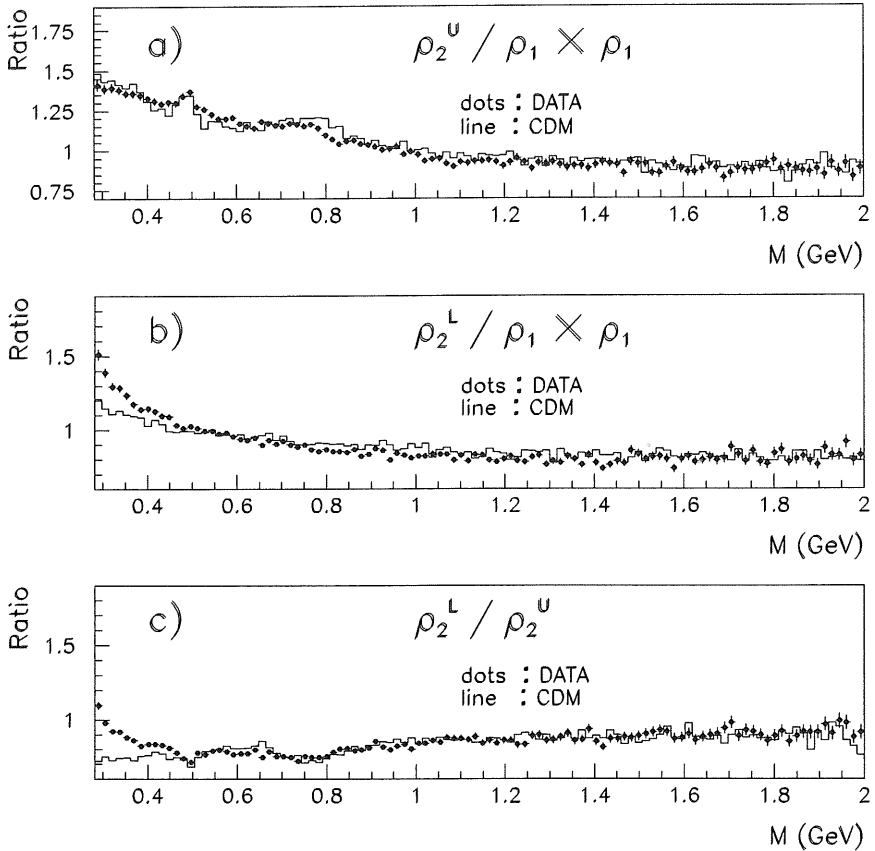 Ratio
a)
ρ₂ᵁ / ρ₁ × ρ₁
dots : DATA
line : CDM
1.75
1.5
1.25
1
0.75
0.4 0.6 0.8 1 1.2 1.4 1.6 1.8 2
M (GeV)
Ratio
b)
ρ₂ᴸ / ρ₁ × ρ₁
dots : DATA
line : CDM
1.5
1
0.4 0.6 0.8 1 1.2 1.4 1.6 1.8 2
M (GeV)
Ratio
c)
ρ₂ᴸ / ρ₂ᵁ
dots : DATA
line : CDM
1.5
1
0.4 0.6 0.8 1 1.2 1.4 1.6 1.8 2
M (GeV)